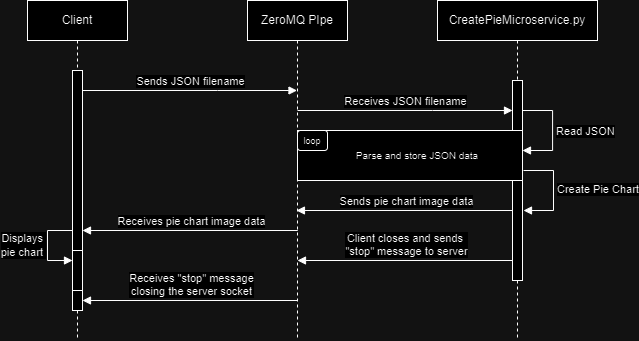 Client
ZeroMQ PIpe
CreatePieMicroservice.py
Sends JSON filename
Receives JSON filename
Read JSON
loop
Parse and store JSON data
Create Pie Chart
Sends pie chart image data
Receives pie chart image data
Displays
pie chart
Client closes and sends
"stop" message to server
Receives "stop" message
closing the server socket